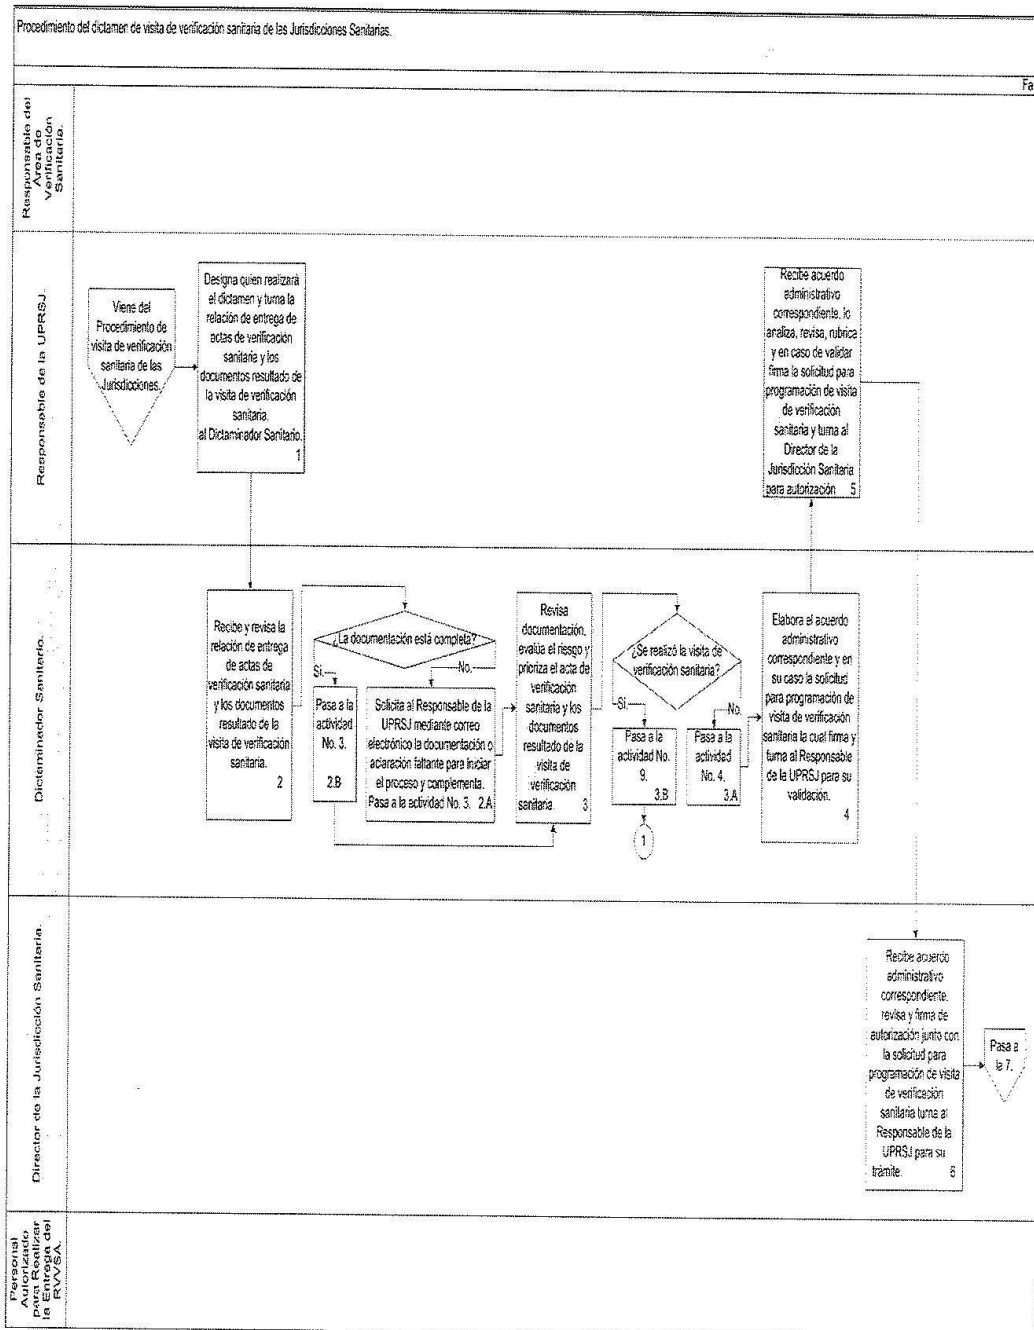 Procedimiento del dictamen de visita de verificación sanitaria de las Jurisdicciones Sanitarias.
Fa
Responsable del
Área de
Verificación
Sanitaria.
Responsable de la UPRSJ.
Viene del
Procedimiento de
visita de verificación
sanitaria de las
Jurisdicciones.
Designa quien realizará
el dictamen y turna la
relación de entrega de
actas de verificación
sanitaria y los
documentos resultado de
la visita de verificación
sanitaria.
al Dictaminador Sanitario.
1
Recibe acuerdo
administrativo
correspondiente, lo
analiza, revisa, rubrica
y en caso de validar
firma la solicitud para
programación de visita
de verificación
sanitaria y turna al
Director de la
Jurisdicción Sanitaria
para autorización 5
Dictaminador Sanitario.
Recibe y revisa la
relación de entrega
de actas de
verificación sanitaria
y los documentos
resultado de la
visita de verificación
sanitaria.
2
¿La documentación está completa?
Si.
No.
Pasa a la
actividad
No. 3.
2.B
Solicita al Responsable de la
UPRSJ mediante correo
electrónico la documentación o
aclaración faltante para iniciar
el proceso y complementa.
Pasa a la actividad No. 3. 2.A
Revisa
documentación,
evalúa el riesgo y
prioriza el acta de
verificación
sanitaria y los
documentos
resultado de la
visita de
verificación
sanitaria. 3
¿Se realizó la visita de
verificación sanitaria?
Si.
No.
Pasa a la
actividad No.
9.
3.B
1
Pasa a la
actividad
No. 4.
3.A
Elabora el acuerdo
administrativo
correspondiente y en
su caso la solicitud
para programación de
visita de verificación
sanitaria la cual firma y
turna al Responsable
de la UPRSJ para su
validación.
4
Director de la Jurisdicción Sanitaria.
Recibe acuerdo
administrativo
correspondiente,
revisa y firma de
autorización junto con
la solicitud para
programación de visita
de verificación
sanitaria turna al
Responsable de la
UPRSJ para su
trámite. 6
Pasa a
la 7.
Personal
Autorizado
para Realizar
la Entrega del
RVVSA.